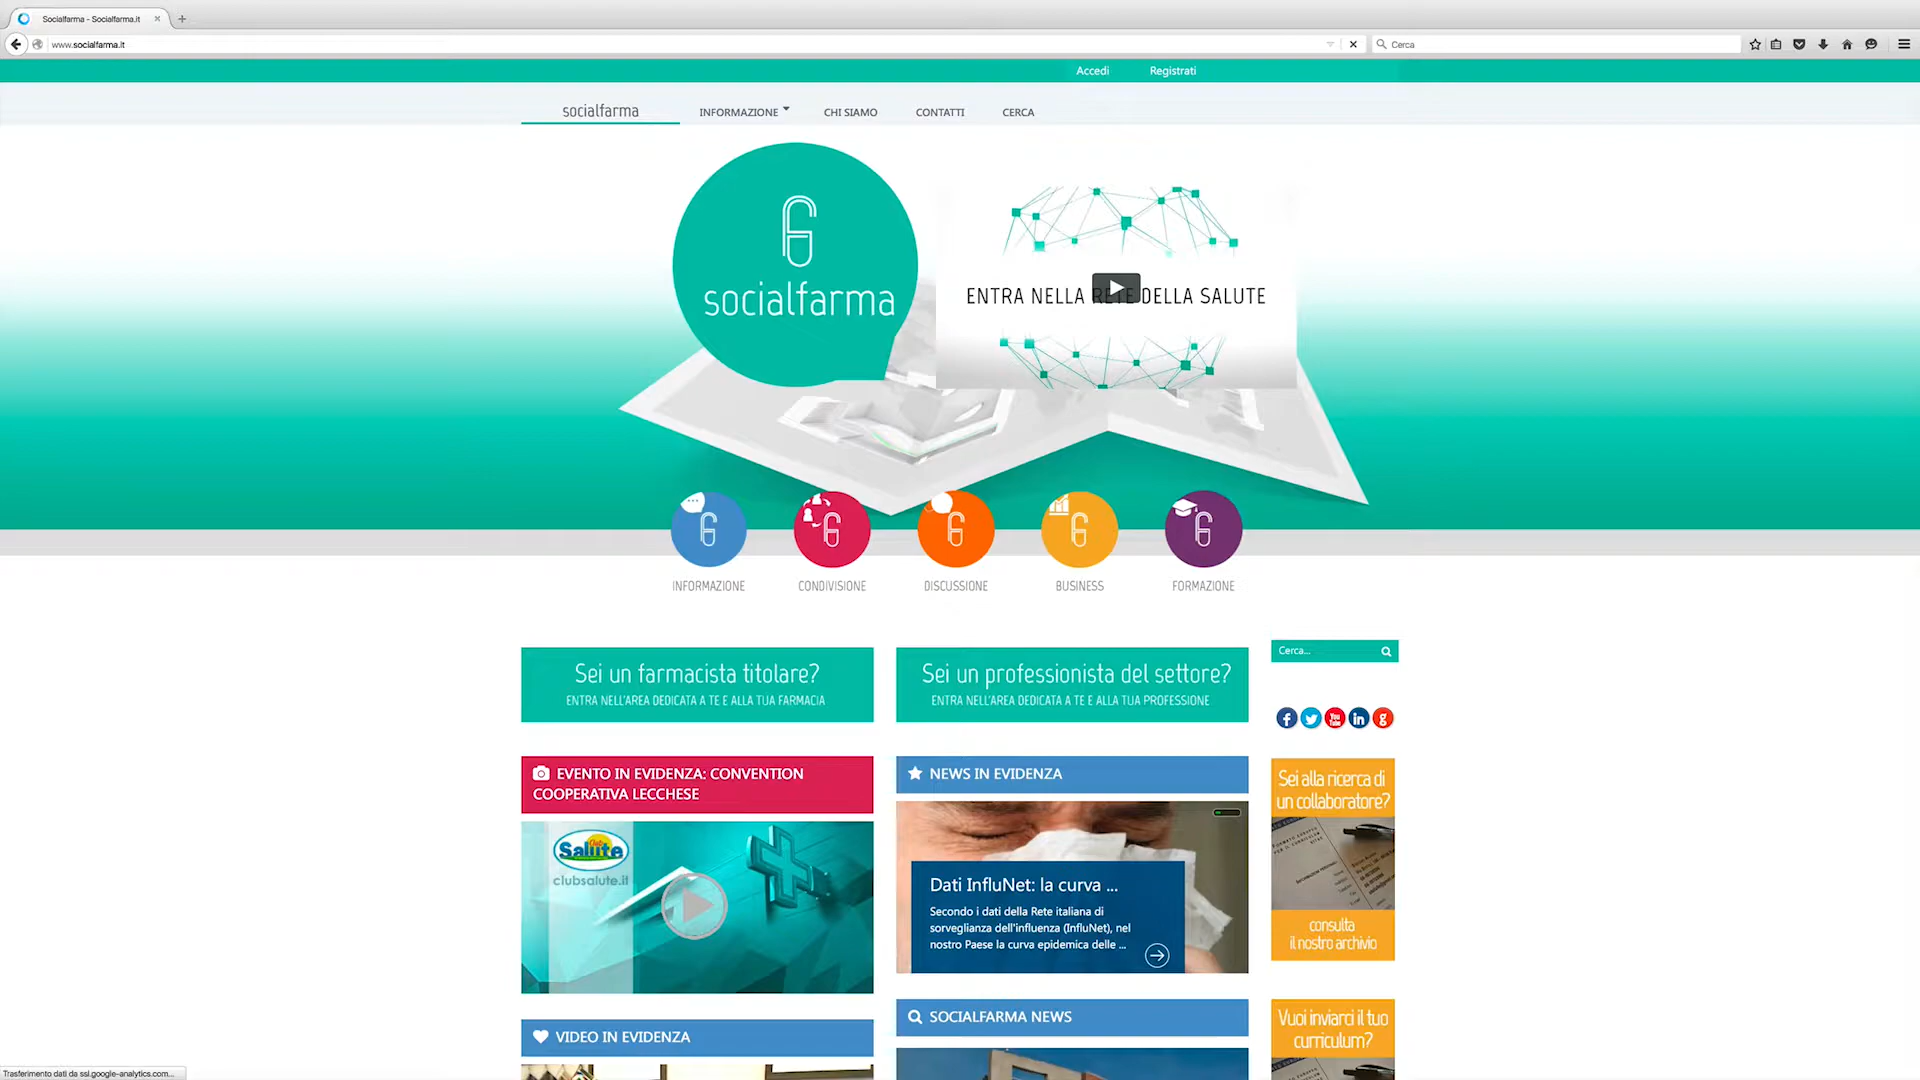 Socialfarma - Socialfarma.it
www.socialfarma.it
Cerca
Accedi
Registrati
socialfarma
INFORMAZIONE
CHI SIAMO
CONTATTI
CERCA
socialfarma
ENTRA NELLA RETE DELLA SALUTE
INFORMAZIONE
CONDIVISIONE
DISCUSSIONE
BUSINESS
FORMAZIONE
Sei un farmacista titolare?
ENTRA NELL'AREA DEDICATA A TE E ALLA TUA FARMACIA
Sei un professionista del settore?
ENTRA NELL'AREA DEDICATA A TE E ALLA TUA PROFESSIONE
Cerca...
EVENTO IN EVIDENZA: CONVENTION
COOPERATIVA LECCHESE
Salute
clubsalute.it
VIDEO IN EVIDENZA
NEWS IN EVIDENZA
Dati InfluNet: la curva ...
Secondo i dati della Rete italiana di
sorveglianza dell'influenza (InfluNet), nel
nostro Paese la curva epidemica delle ...
SOCIALFARMA NEWS
Sei alla ricerca di
un collaboratore?
consulta
il nostro archivio
Vuoi inviarci il tuo
curriculum?
Trasferimento dati da ssl.google-analytics.com...